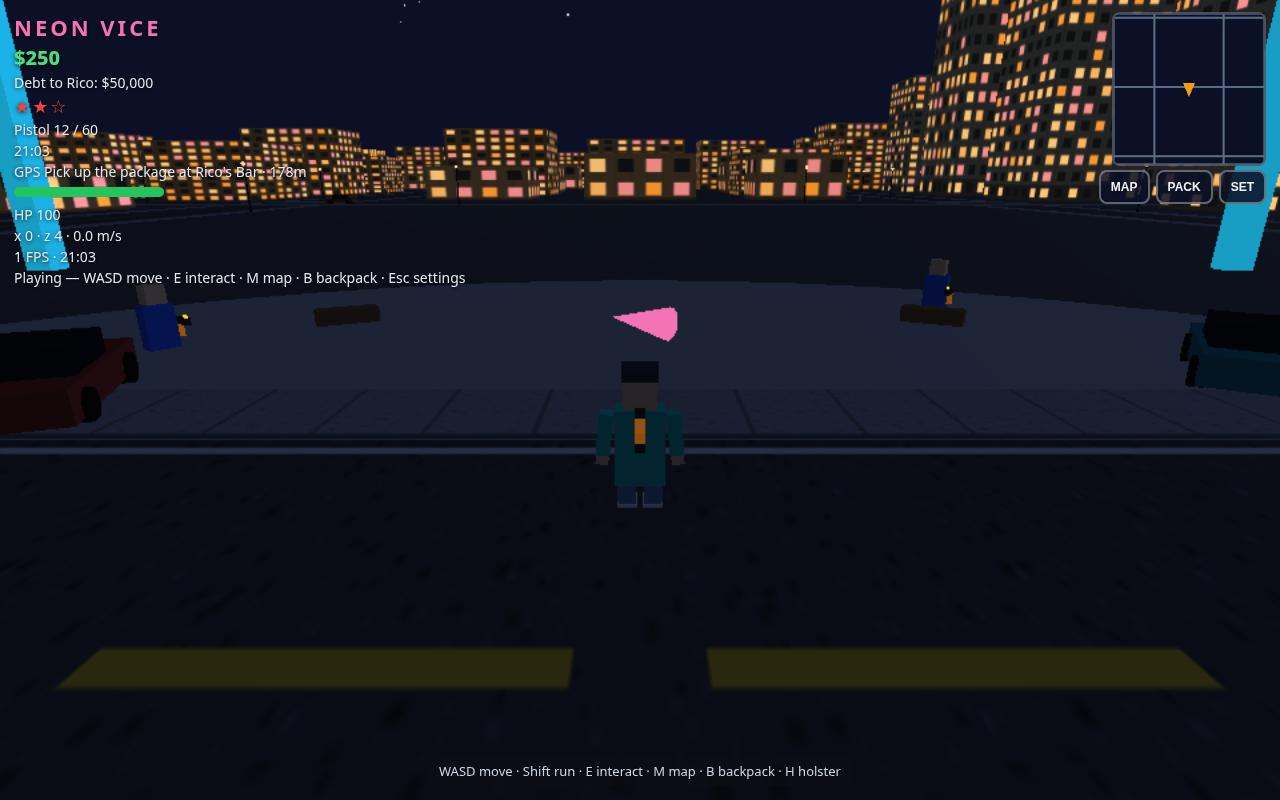 NEON VICE
$250
Debt to Rico: $50,000
★★☆
Pistol 12 / 60
21:03
GPS Pick up the package at Rico's Bar · 178m
HP 100
x 0 · z 4 · 0.0 m/s
1 FPS · 21:03
Playing — WASD move · E interact · M map · B backpack · Esc settings
MAP PACK SET
WASD move · Shift run · E interact · M map · B backpack · H holster